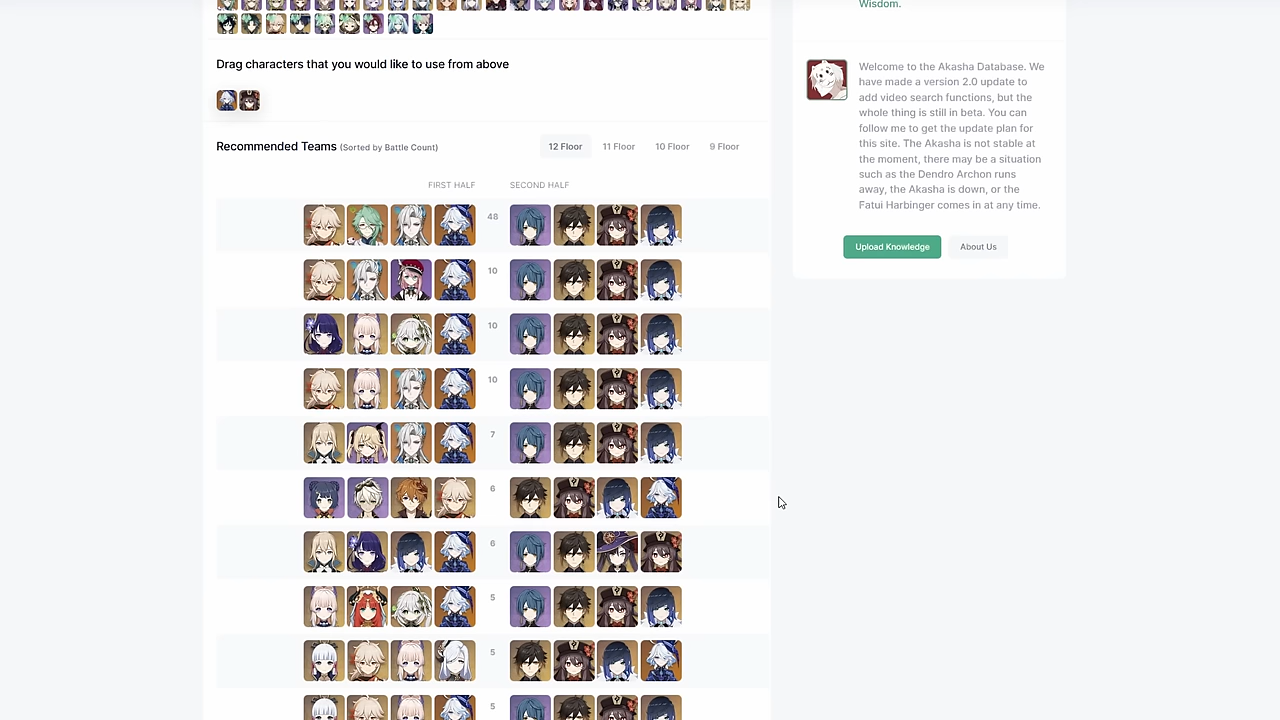 Wisdom.
Drag characters that you would like to use from above
Welcome to the Akasha Database. We
have made a version 2.0 update to
add video search functions, but the
whole thing is still in beta. You can
follow me to get the update plan for
this site. The Akasha is not stable at
the moment, there may be a situation
such as the Dendro Archon runs
away, the Akasha is down, or the
Fatui Harbinger comes in at any time.
Upload Knowledge
About Us
Recommended Teams (Sorted by Battle Count)
12 Floor
11 Floor
10 Floor
9 Floor
FIRST HALF
SECOND HALF
48
10
10
10
7
6
6
5
5
5